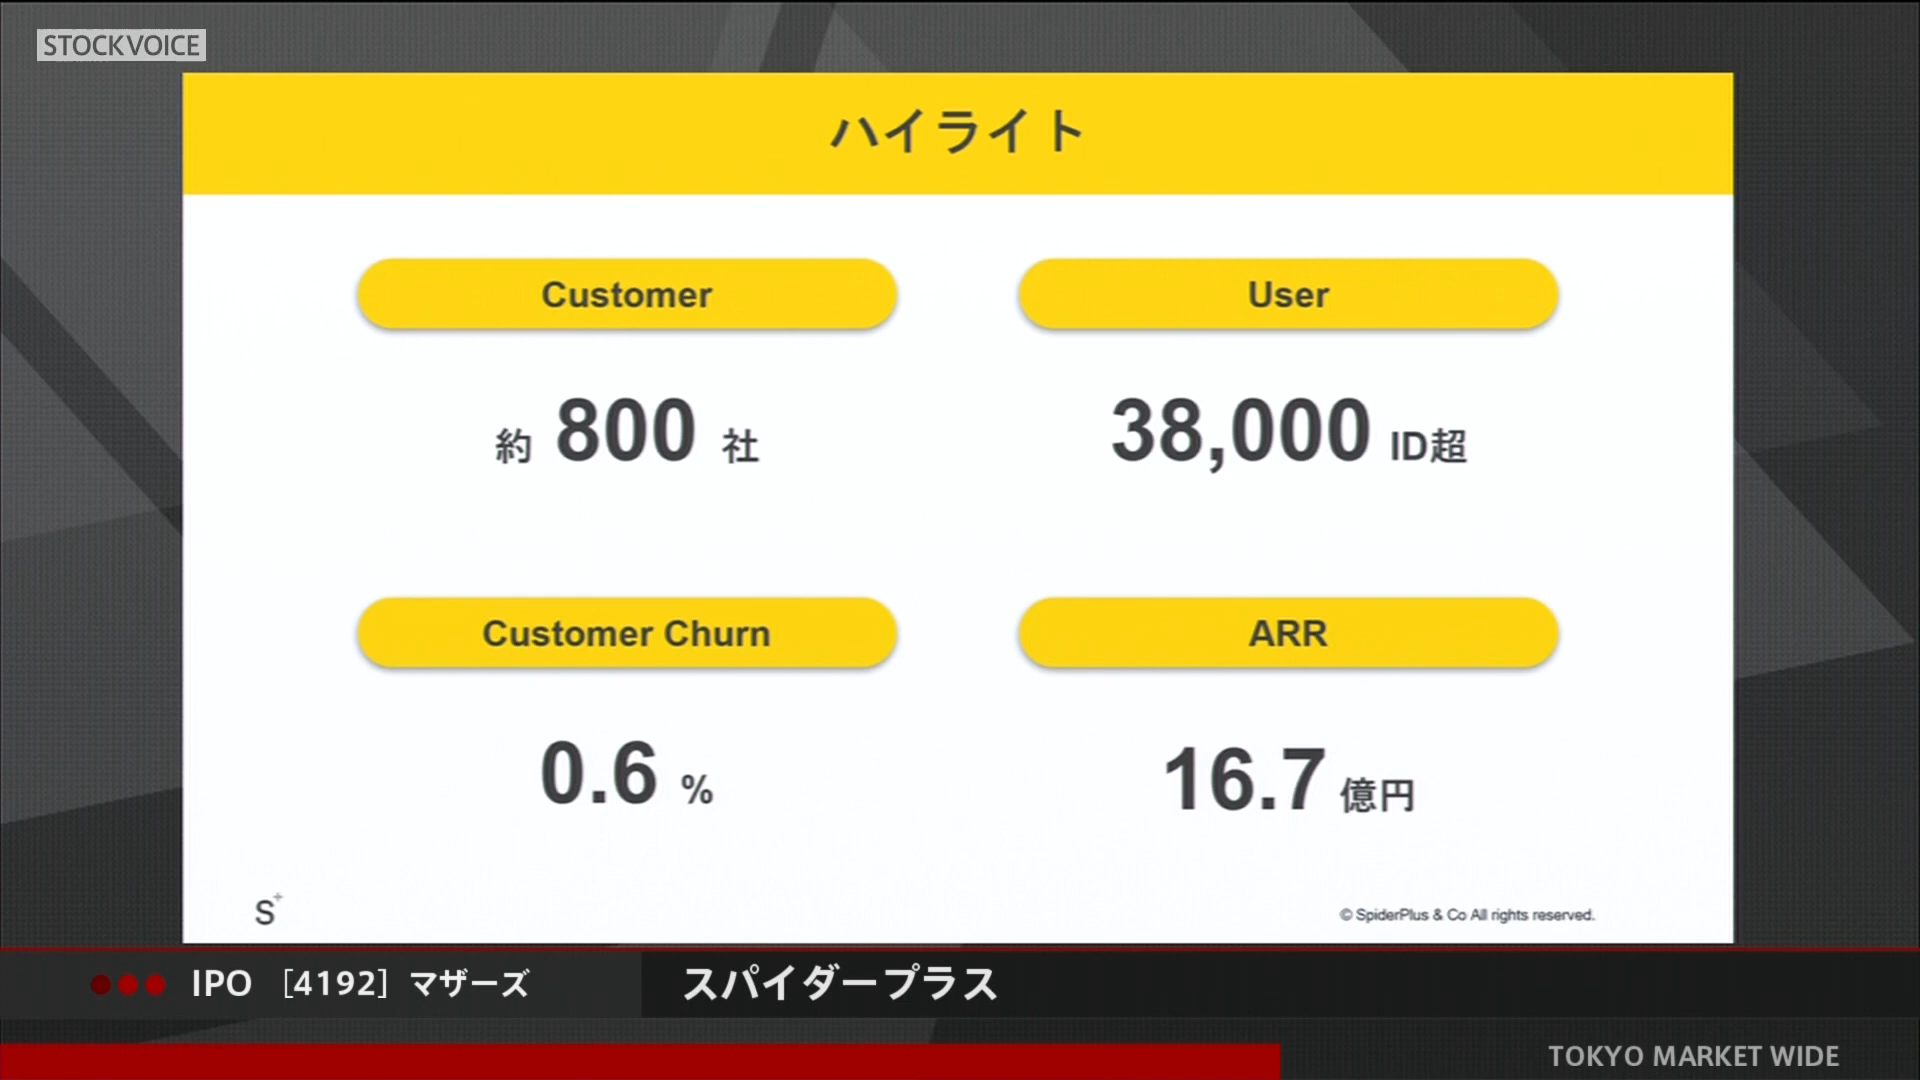 STOCKVOICE
ハイライト
Customer
約 800 社
User
38,000 ID超
Customer Churn
0.6 %
ARR
16.7 億円
S+
© SpiderPlus & Co All rights reserved.
IPO [4192] マザーズ
スパイダープラス
TOKYO MARKET WIDE